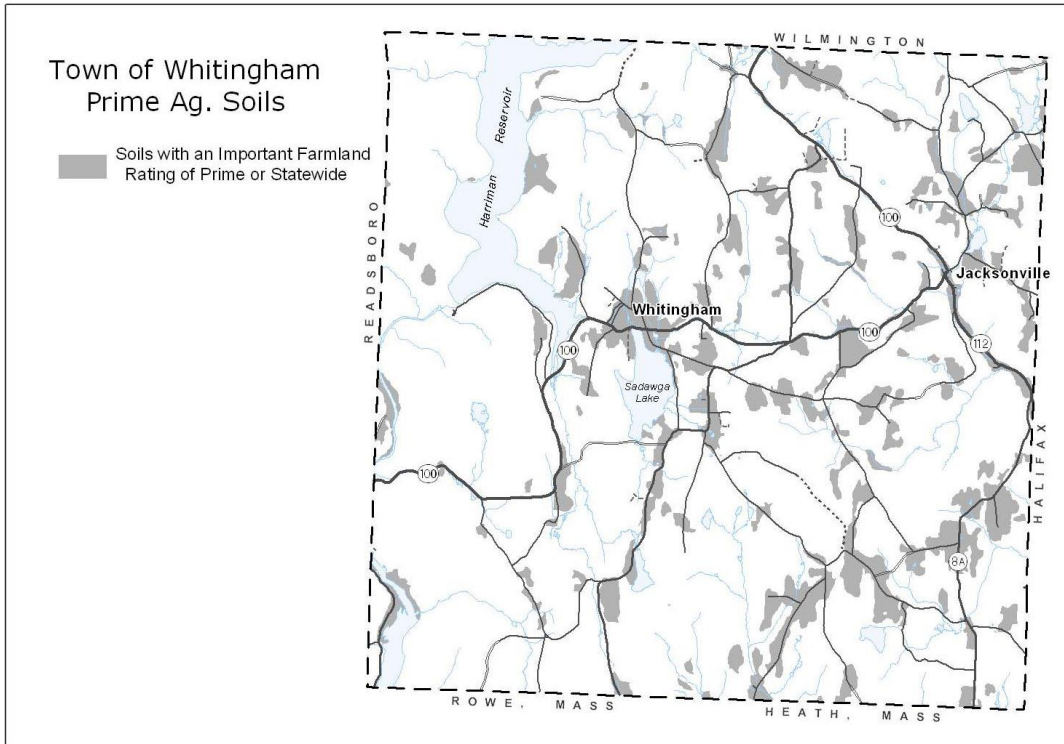 Town of Whitingham
Prime Ag. Soils
Soils with an Important Farmland
Rating of Prime or Statewide
WILMINGTON
Harriman Reservoir
100
READSBORO
Jacksonville
Whitingham
100
100
112
Sadawga
Lake
HALIFAX
100
8A
ROWE, MASS
HEATH, MASS